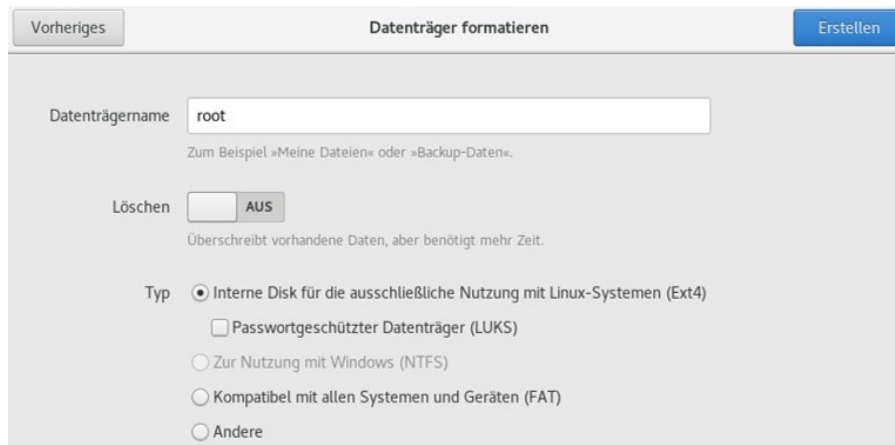 Vorheriges Datenträger formatieren Erstellen
Datenträgername root
Zum Beispiel »Meine Dateien« oder »Backup-Daten«.
Löschen AUS
Überschreibt vorhandene Daten, aber benötigt mehr Zeit.
Typ Interne Disk für die ausschließliche Nutzung mit Linux-Systemen (Ext4)
Passwortgeschützter Datenträger (LUKS)
Zur Nutzung mit Windows (NTFS)
Kompatibel mit allen Systemen und Geräten (FAT)
Andere